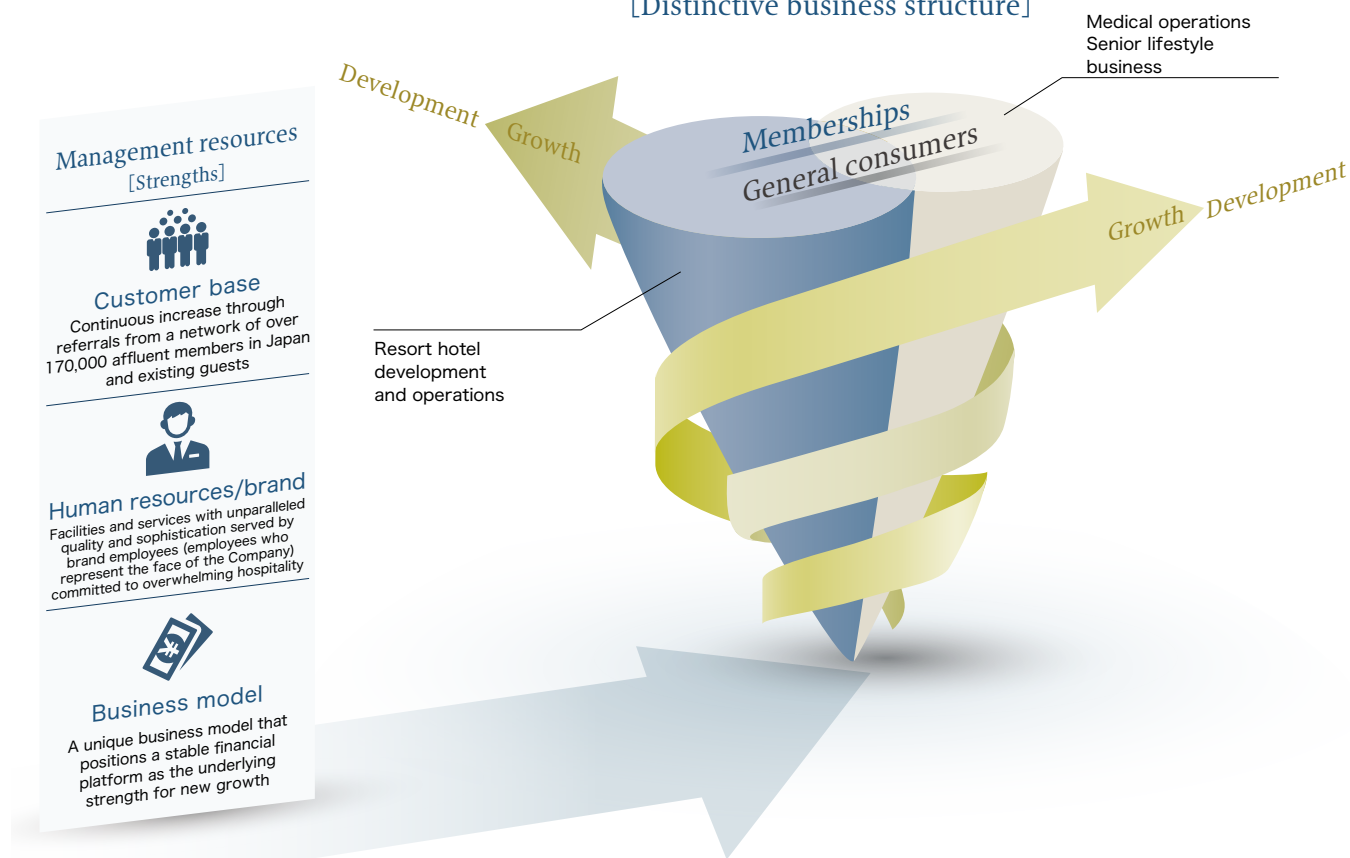 [Distinctive business structure]
Medical operations
Senior lifestyle
business
Development
Growth
Memberships
General consumers
Growth
Development
Resort hotel
development
and operations
Management resources
[Strengths]
Customer base
Continuous increase through
referrals from a network of over
170,000 affluent members in Japan
and existing guests
Human resources/brand
Facilities and services with unparalleled
quality and sophistication served by
brand employees (employees who
represent the face of the Company)
committed to overwhelming hospitality
Business model
A unique business model that
positions a stable financial
platform as the underlying
strength for new growth